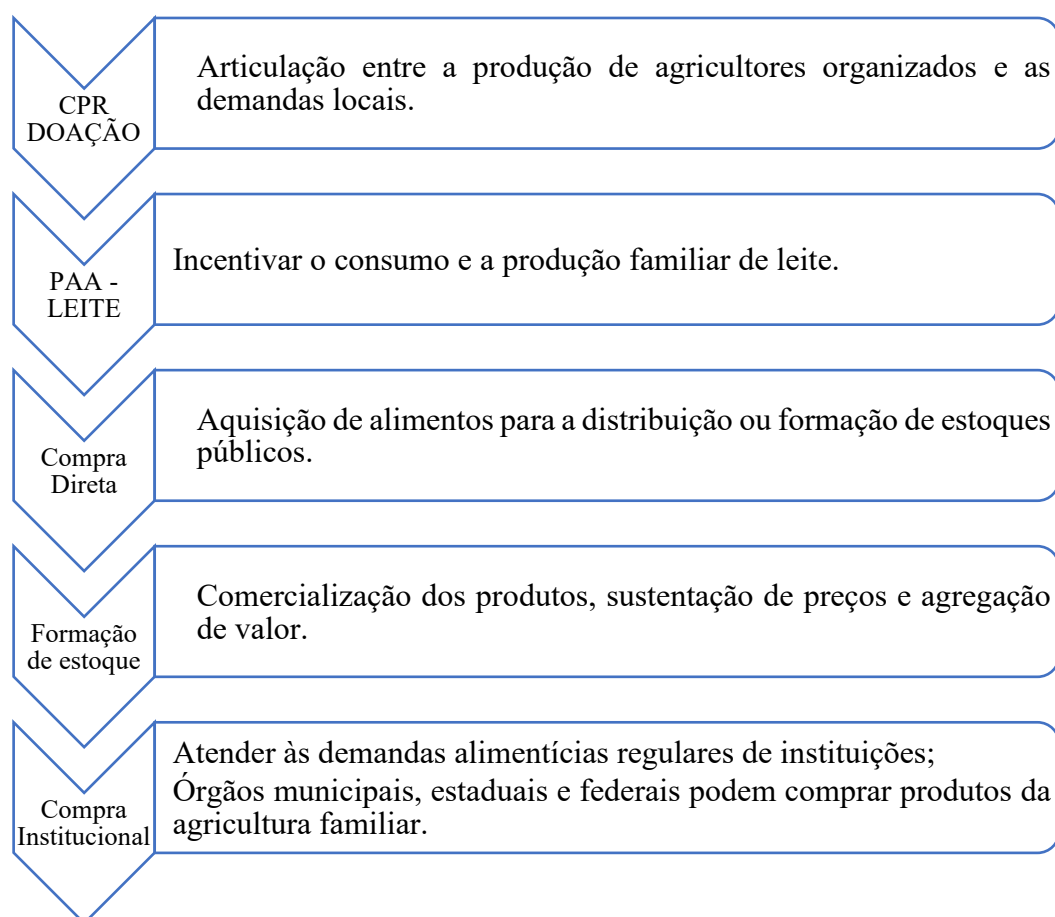 CPR
DOAÇÃO
Articulação entre a produção de agricultores organizados e as
demandas locais.
PAA -
LEITE
Incentivar o consumo e a produção familiar de leite.
Compra
Direta
Aquisição de alimentos para a distribuição ou formação de estoques
públicos.
Formação
de estoque
Comercialização dos produtos, sustentação de preços e agregação
de valor.
Compra
Institucional
Atender às demandas alimentícias regulares de instituições;
Órgãos municipais, estaduais e federais podem comprar produtos da
agricultura familiar.